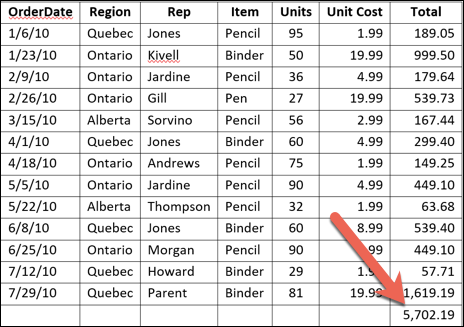 OrderDate Region Rep Item Units Unit Cost Total
1/6/10 Quebec Jones Pencil 95 1.99 189.05
1/23/10 Ontario Kivell Binder 50 19.99 999.50
2/9/10 Ontario Jardine Pencil 36 4.99 179.64
2/26/10 Ontario Gill Pen 27 19.99 539.73
3/15/10 Alberta Sorvino Pencil 56 2.99 167.44
4/1/10 Quebec Jones Binder 60 4.99 299.40
4/18/10 Ontario Andrews Pencil 75 1.99 149.25
5/5/10 Ontario Jardine Pencil 90 4.99 449.10
5/22/10 Alberta Thompson Pencil 32 1.99 63.68
6/8/10 Quebec Jones Binder 60 8.99 539.40
6/25/10 Ontario Morgan Pencil 90 449.10
7/12/10 Quebec Howard Binder 29 1.99 57.71
7/29/10 Quebec Parent Binder 81 19.99 1,619.19
5,702.19